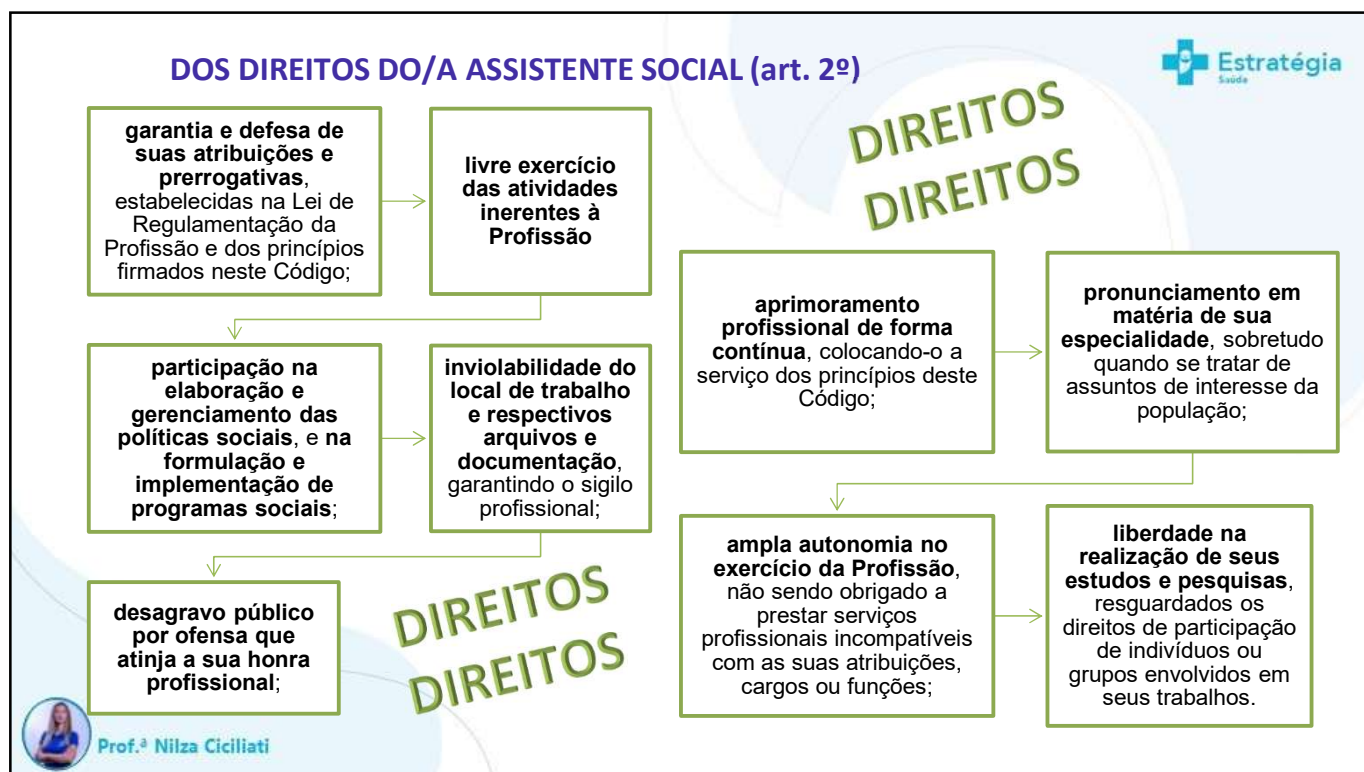 DOS DIREITOS DO/A ASSISTENTE SOCIAL (art. 2º)
Estratégia
Saúde
garantia e defesa de
suas atribuições e
prerrogativas,
estabelecidas na Lei de
Regulamentação da
Profissão e dos princípios
firmados neste Código;
livre exercício
das atividades
inerentes à
Profissão
participação na
elaboração e
gerenciamento das
políticas sociais, e na
formulação e
implementação de
programas sociais;
inviolabilidade do
local de trabalho
e respectivos
arquivos e
documentação,
garantindo o sigilo
profissional;
desagravo público
por ofensa que
atinja a sua honra
profissional;
DIREITOS
DIREITOS
DIREITOS
DIREITOS
aprimoramento
profissional de forma
contínua, colocando-o a
serviço dos princípios deste
Código;
pronunciamento em
matéria de sua
especialidade, sobretudo
quando se tratar de
assuntos de interesse da
população;
ampla autonomia no
exercício da Profissão,
não sendo obrigado a
prestar serviços
profissionais incompatíveis
com as suas atribuições,
cargos ou funções;
liberdade na
realização de seus
estudos e pesquisas,
resguardados os
direitos de participação
de indivíduos ou
grupos envolvidos em
seus trabalhos.
Prof.ª Nilza Ciciliati